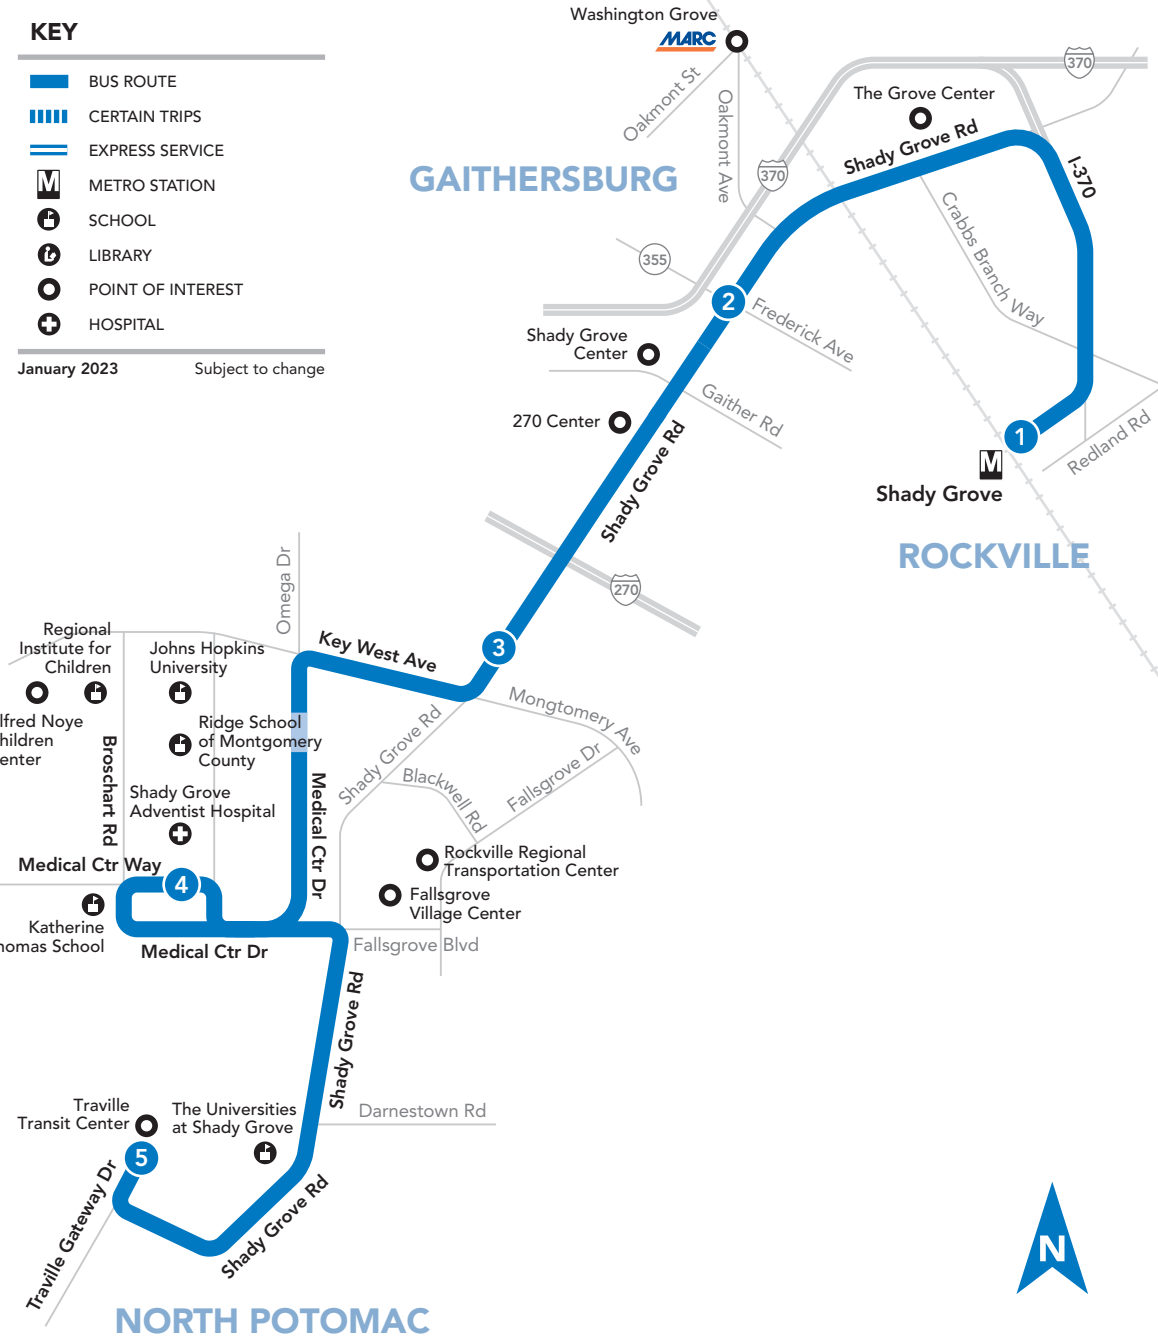 KEY
BUS ROUTE
CERTAIN TRIPS
EXPRESS SERVICE
M
METRO STATION
SCHOOL
LIBRARY
POINT OF INTEREST
HOSPITAL
January 2023
Subject to change
Washington Grove
MARC
Oakmont St
Oakmont Ave
370
370
The Grove Center
Shady Grove Rd
I-370
GAITHERSBURG
Crabbs Branch Way
355
2
Frederick Ave
Shady Grove
Center
Gaither Rd
270 Center
Shady Grove Rd
1
Redland Rd
M
Shady Grove
ROCKVILLE
270
Omega Dr
3
Key West Ave
Regional
Institute for
Children
Johns Hopkins
University
lfred Noye
hildren
enter
Ridge School
of Montgomery
County
Broschart Rd
Mongtomery Ave
Shady Grove Rd
Blackwell Rd
Fallsgrove Dr
Shady Grove
Adventist Hospital
Medical Ctr Dr
Rockville Regional
Transportation Center
Medical Ctr Way
4
Fallsgrove
Village Center
Katherine
homas School
Medical Ctr Dr
Fallsgrove Blvd
Shady Grove Rd
Traville
Transit Center
The Universities
at Shady Grove
Darnestown Rd
5
Traville Gateway Dr
Shady Grove Rd
N
NORTH POTOMAC